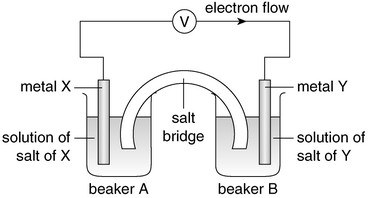 electron flow
V
metal X
metal Y
salt
bridge
solution of
salt of X
solution of
salt of Y
beaker A
beaker B